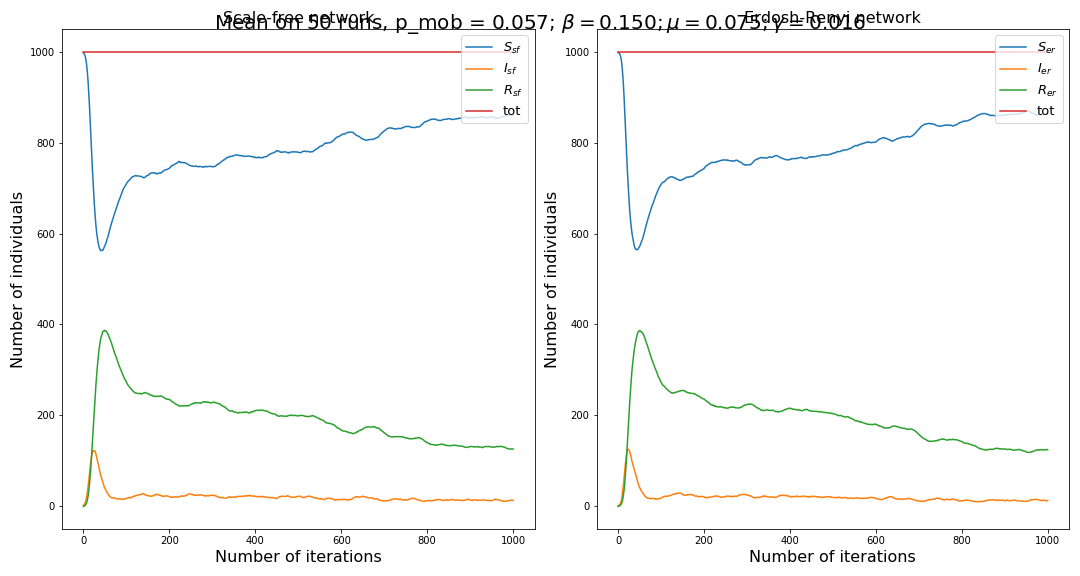 Scale-free network
Erdosh-Renyi network
Mean on 50 runs, p_mob = 0.057; β = 0.150; μ = 0.075; γ = 0.016
Number of individuals
1000
800
600
400
200
0
S_sf
I_sf
R_sf
tot
0 200 400 600 800 1000
Number of iterations
Number of individuals
1000
800
600
400
200
0
S_er
I_er
R_er
tot
0 200 400 600 800 1000
Number of iterations